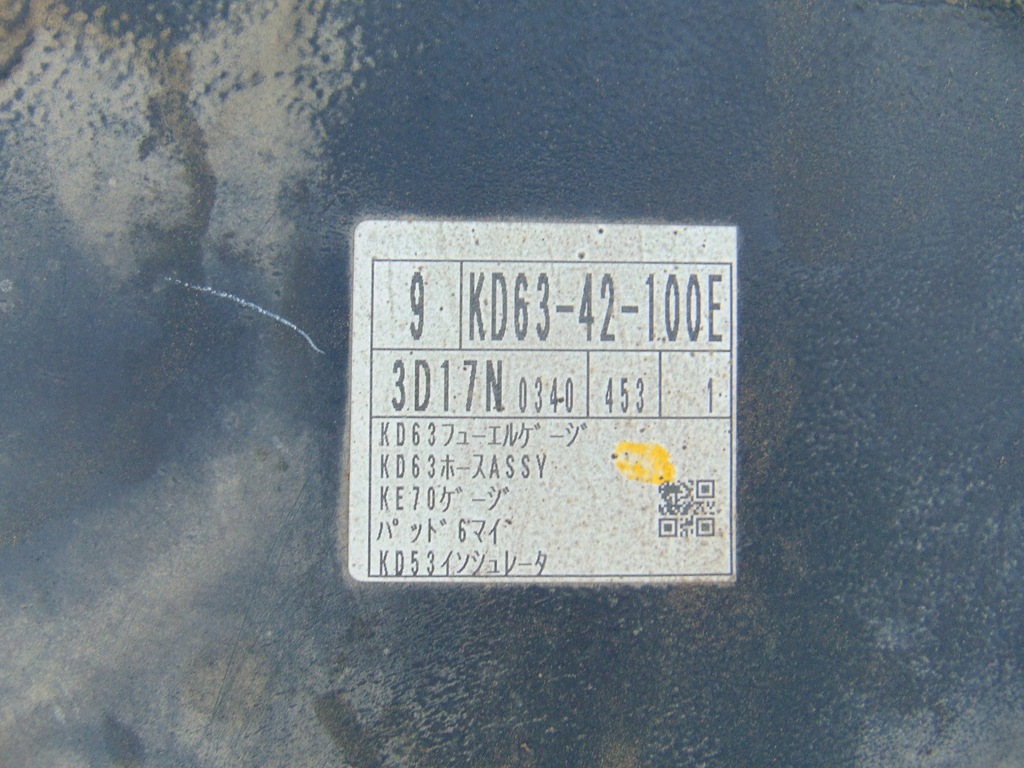 9 KD63-42-100E
3D17N 0340 453 1
KD63フューエルゲージ
KD63ホースASSY
KE70ゲージ
パッド6マイ
KD53インシュレータ